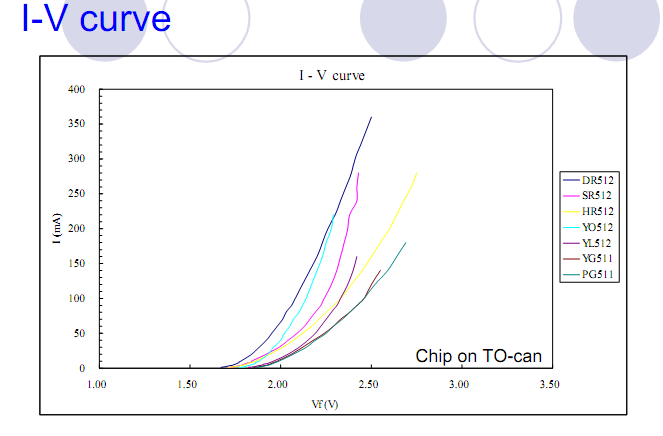 I-V curve
I - V curve
400
350
300
250
200
150
100
50
0
I (mA)
1.00 1.50 2.00 2.50 3.00 3.50
Vf (V)
Chip on TO-can
DR512
SR512
HR512
YO512
YL512
YG511
PG511